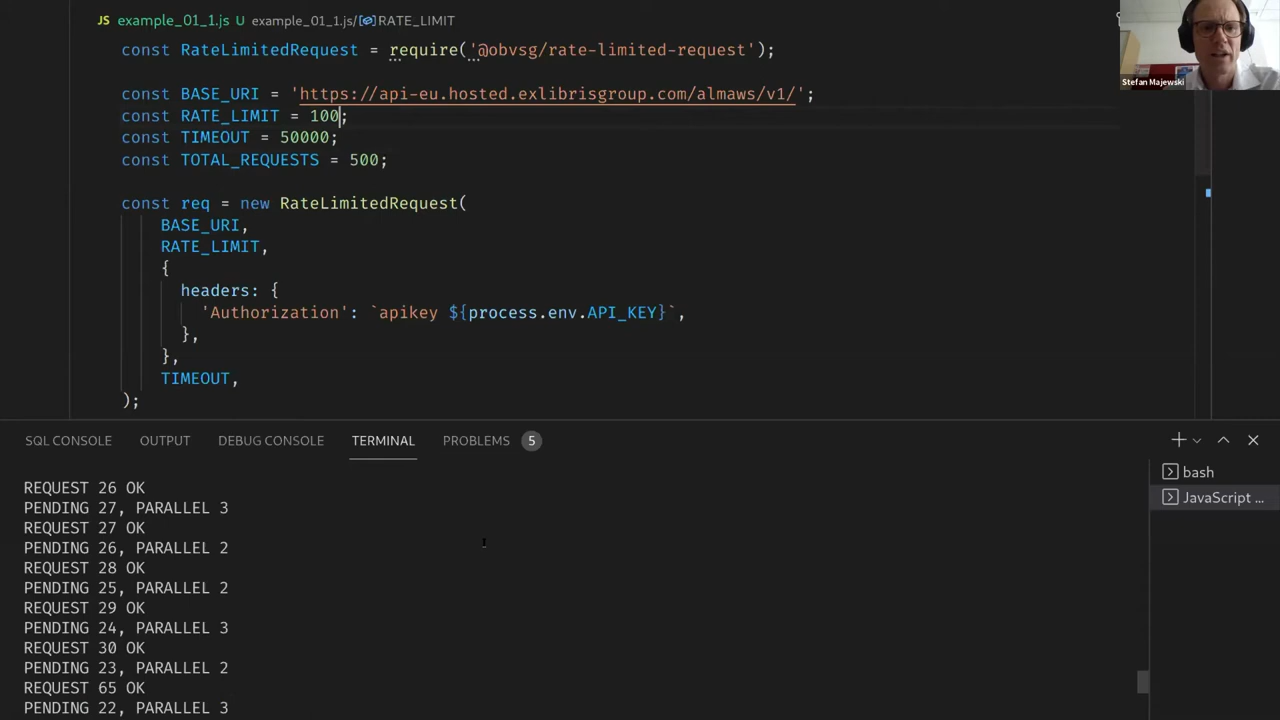 JS example_01_1.js U example_01_1.js/ RATE_LIMIT
const RateLimitedRequest = require('@obvsg/rate-limited-request');
const BASE_URI = 'https://api-eu.hosted.exlibrisgroup.com/almaws/v1/';
const RATE_LIMIT = 100;
const TIMEOUT = 50000;
const TOTAL_REQUESTS = 500;
const req = new RateLimitedRequest(
BASE_URI,
RATE_LIMIT,
{
headers: {
'Authorization': `apikey ${process.env.API_KEY}`,
},
},
TIMEOUT,
);
Stefan Majewski
SQL CONSOLE OUTPUT DEBUG CONSOLE TERMINAL PROBLEMS 5
REQUEST 26 OK
PENDING 27, PARALLEL 3
REQUEST 27 OK
PENDING 26, PARALLEL 2
REQUEST 28 OK
PENDING 25, PARALLEL 2
REQUEST 29 OK
PENDING 24, PARALLEL 3
REQUEST 30 OK
PENDING 23, PARALLEL 2
REQUEST 65 OK
PENDING 22, PARALLEL 3
bash
JavaScript ...